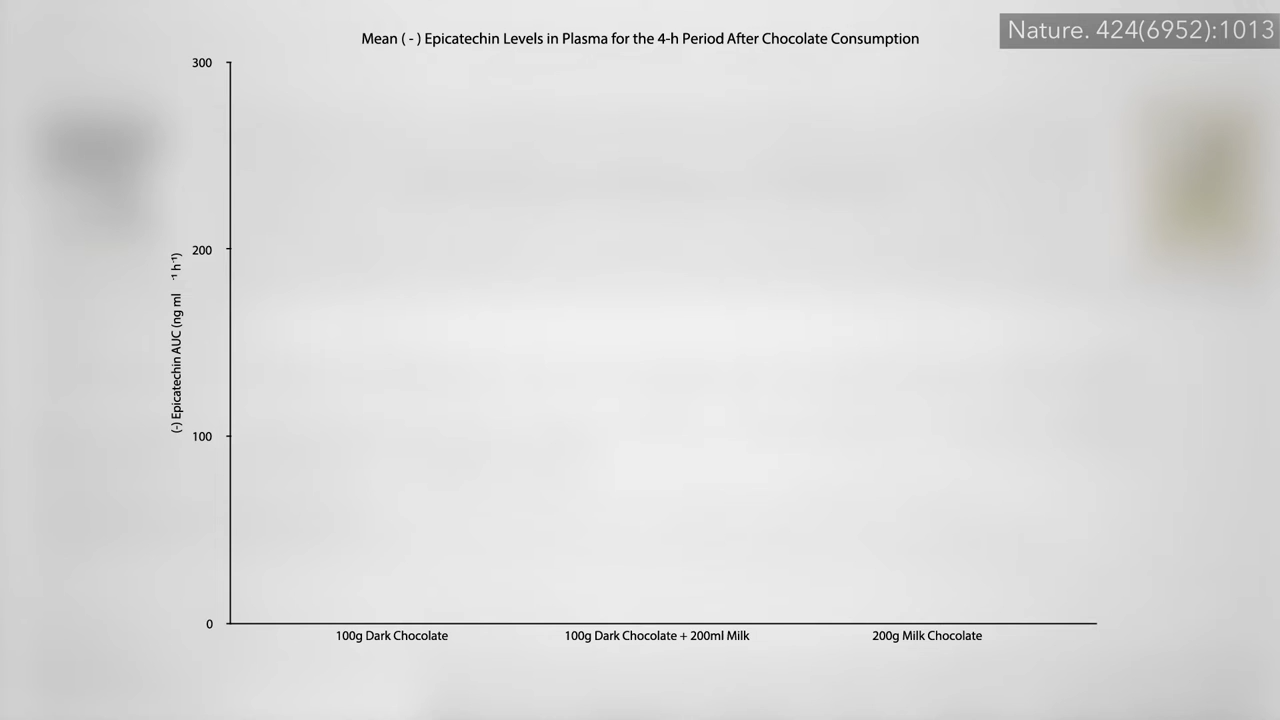 Nature. 424(6952):1013
Mean ( - ) Epicatechin Levels in Plasma for the 4-h Period After Chocolate Consumption
300
200
100
0
(-) Epicatechin AUC (ng ml ⁻¹ h⁻¹)
100g Dark Chocolate
100g Dark Chocolate + 200ml Milk
200g Milk Chocolate